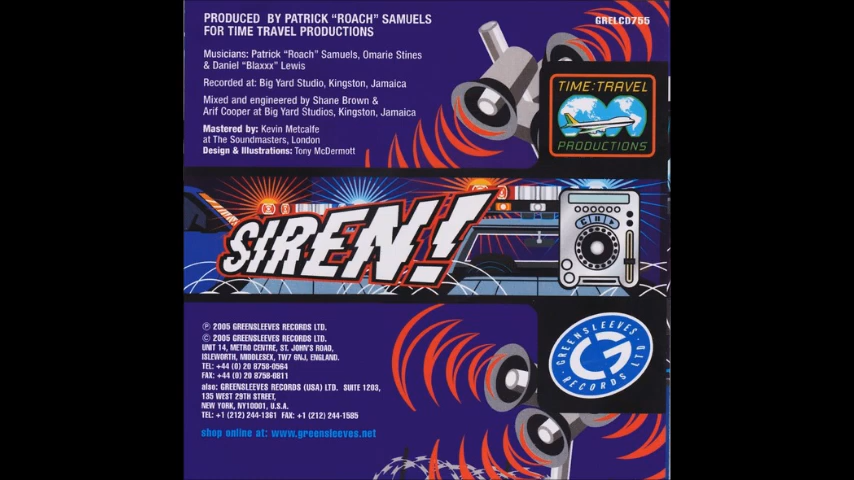 PRODUCED BY PATRICK “ROACH” SAMUELS
FOR TIME TRAVEL PRODUCTIONS
GRELCD755
Musicians: Patrick “Roach” Samuels, Omarie Stines
& Daniel “Blaxxx” Lewis
Recorded at: Big Yard Studio, Kingston, Jamaica
Mixed and engineered by Shane Brown &
Arif Cooper at Big Yard Studios, Kingston, Jamaica
Mastered by: Kevin Metcalfe
at The Soundmasters, London
Design & Illustrations: Tony McDermott
TIME:TRAVEL
PRODUCTIONS
SIREN!
℗ 2005 GREENSLEEVES RECORDS LTD.
© 2005 GREENSLEEVES RECORDS LTD.
UNIT 14, METRO CENTRE, ST. JOHN'S ROAD,
ISLEWORTH, MIDDLESEX, TW7 6NJ, ENGLAND.
TEL: +44 (0) 20 8758-0564
FAX: +44 (0) 20 8758-0811
also: GREENSLEEVES RECORDS (USA) LTD. SUITE 1203,
135 WEST 29TH STREET,
NEW YORK, NY10001, U.S.A.
TEL: +1 (212) 244-1361 FAX: +1 (212) 244-1585
shop online at: www.greensleeves.net
GREENSLEEVES
G
RECORDS LTD